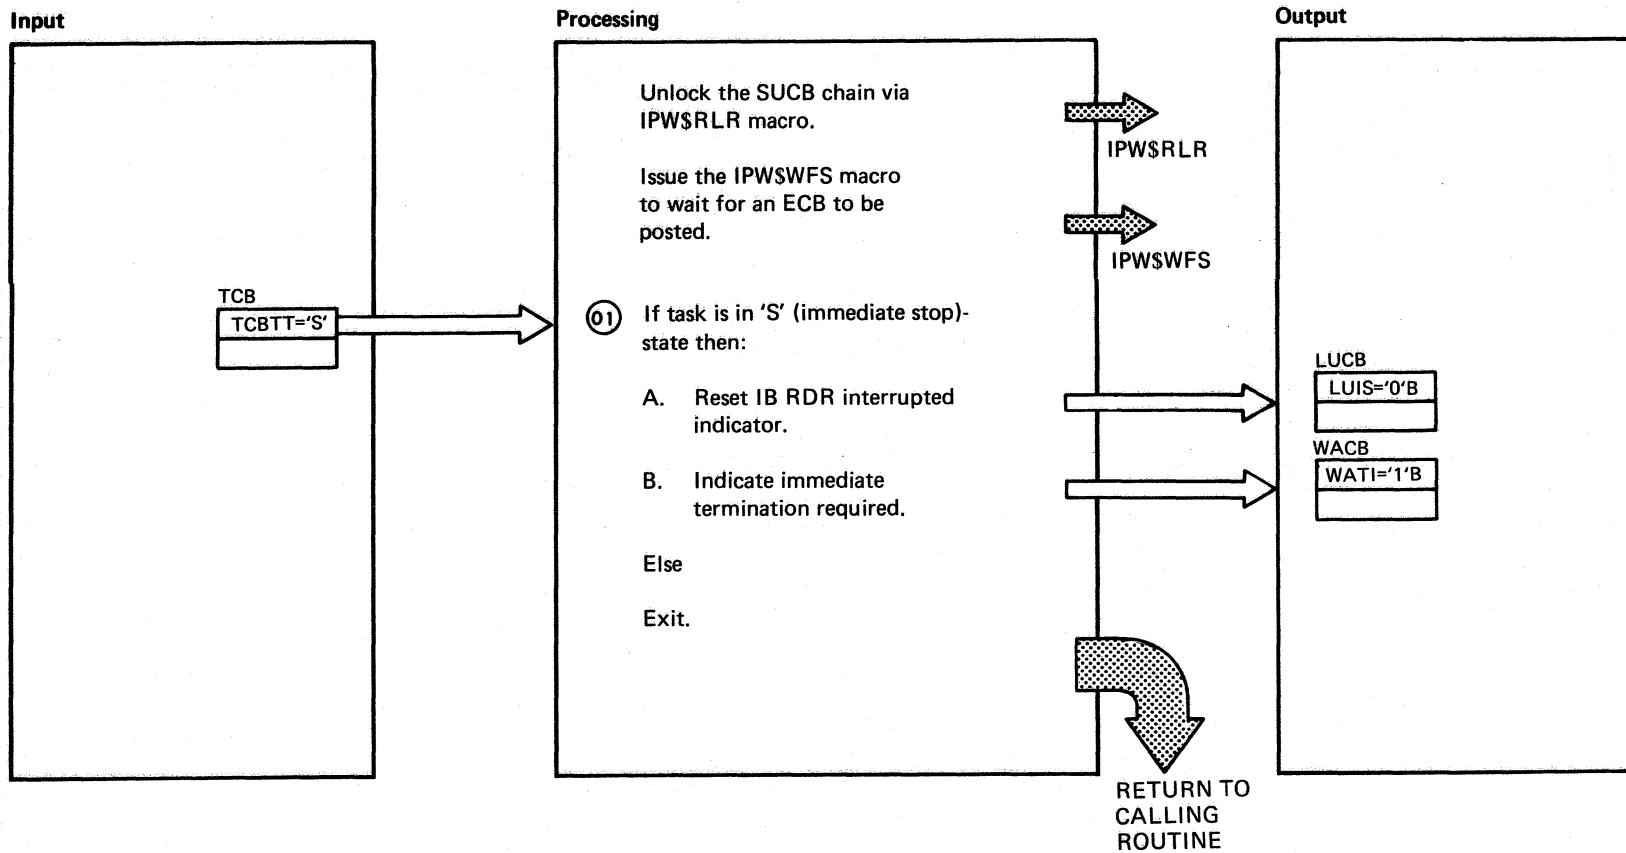 Input
Processing
Output
Unlock the SUCB chain via
IPW$RLR macro.
IPW$RLR
Issue the IPW$WFS macro
to wait for an ECB to be
posted.
IPW$WFS
TCB
TCBTT='S'
01 If task is in 'S' (immediate stop)-
state then:
A. Reset IB RDR interrupted
indicator.
LUCB
LUIS='0'B
B. Indicate immediate
termination required.
WACB
WATI='1'B
Else
Exit.
RETURN TO
CALLING
ROUTINE